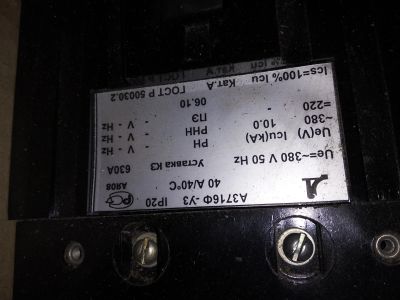 А3716Ф-У3 IP20
40 А/40°С АЯ08
Уставка КЗ 630А
Ue=~380 V 50 Hz
Ue(V) Icu(kA) РНН - V - Hz
~380 10.0 РН - V - Hz
=220 - ПЭ - V - Hz
06.10
Ics=100% Icu Кат.А ГОСТ Р 50030.2